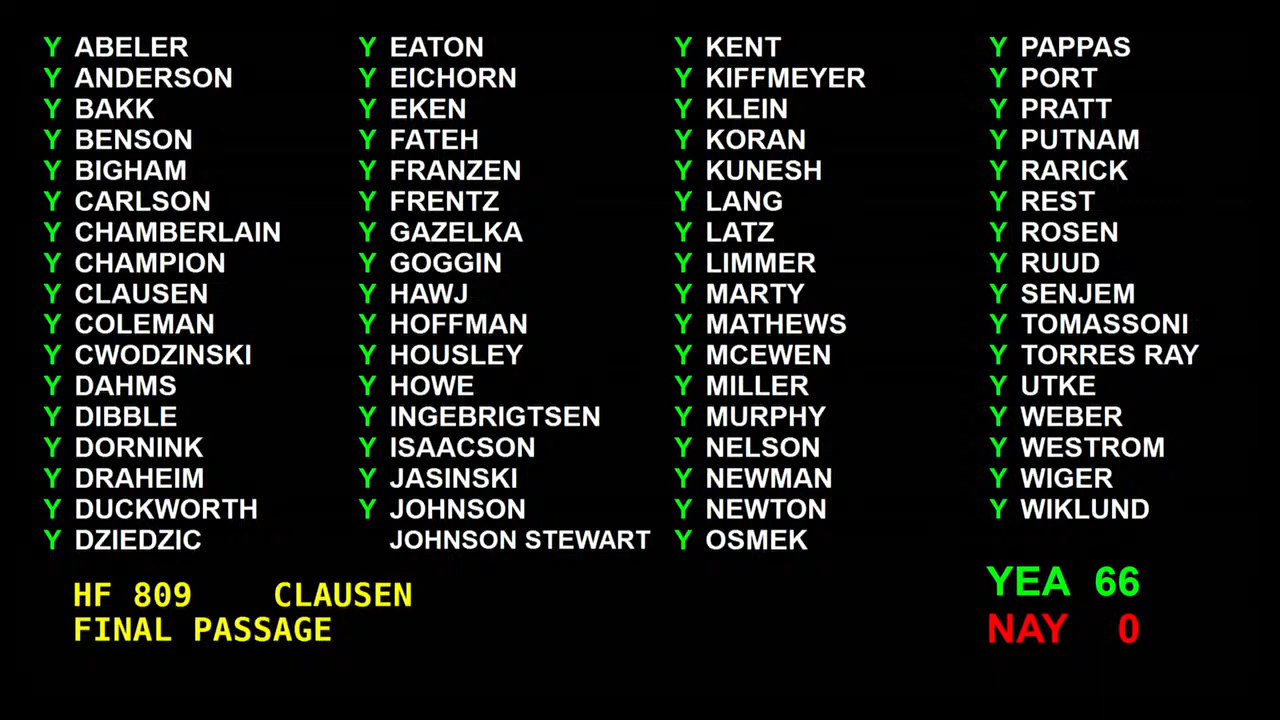 Y ABELER
Y ANDERSON
Y BAKK
Y BENSON
Y BIGHAM
Y CARLSON
Y CHAMBERLAIN
Y CHAMPION
Y CLAUSEN
Y COLEMAN
Y CWODZINSKI
Y DAHMS
Y DIBBLE
Y DORNINK
Y DRAHEIM
Y DUCKWORTH
Y DZIEDZIC
Y EATON
Y EICHORN
Y EKEN
Y FATEH
Y FRANZEN
Y FRENTZ
Y GAZELKA
Y GOGGIN
Y HAWJ
Y HOFFMAN
Y HOUSLEY
Y HOWE
Y INGEBRIGTSEN
Y ISAACSON
Y JASINSKI
Y JOHNSON
JOHNSON STEWART
Y KENT
Y KIFFMEYER
Y KLEIN
Y KORAN
Y KUNESH
Y LANG
Y LATZ
Y LIMMER
Y MARTY
Y MATHEWS
Y MCEWEN
Y MILLER
Y MURPHY
Y NELSON
Y NEWMAN
Y NEWTON
Y OSMEK
Y PAPPAS
Y PORT
Y PRATT
Y PUTNAM
Y RARICK
Y REST
Y ROSEN
Y RUUD
Y SENJEM
Y TOMASSONI
Y TORRES RAY
Y UTKE
Y WEBER
Y WESTROM
Y WIGER
Y WIKLUND
HF 809 CLAUSEN
FINAL PASSAGE
YEA 66
NAY 0